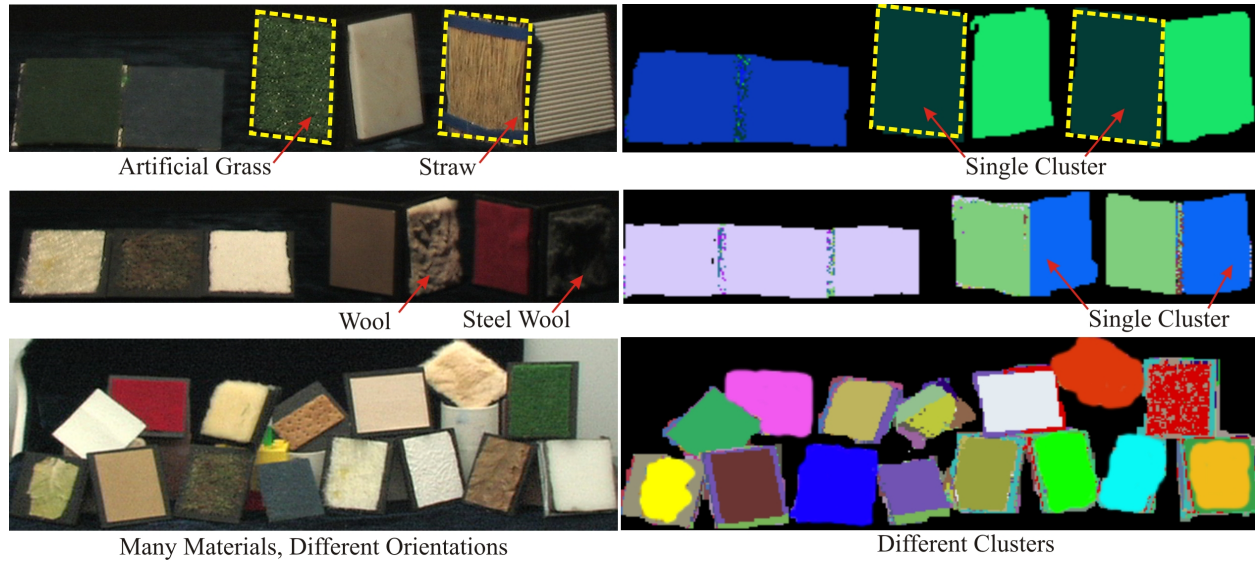 Artificial Grass
Straw
Single Cluster
Wool
Steel Wool
Single Cluster
Many Materials, Different Orientations
Different Clusters